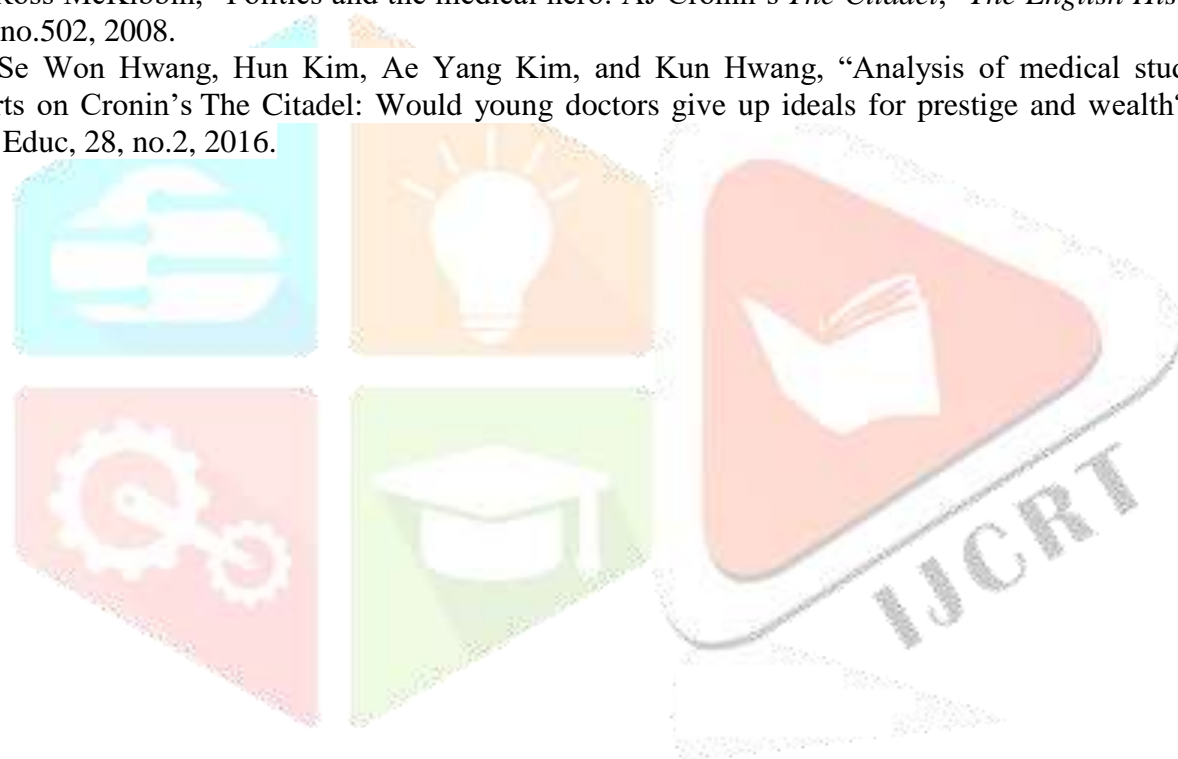 Ross McKibbin, "Politics and the medical hero: AJ Cronin's The Citadel," The English His
no.502, 2008.
Se Won Hwang, Hun Kim, Ae Yang Kim, and Kun Hwang, "Analysis of medical stud
rts on Cronin's The Citadel: Would young doctors give up ideals for prestige and wealth?
Educ, 28, no.2, 2016.
IJCRT